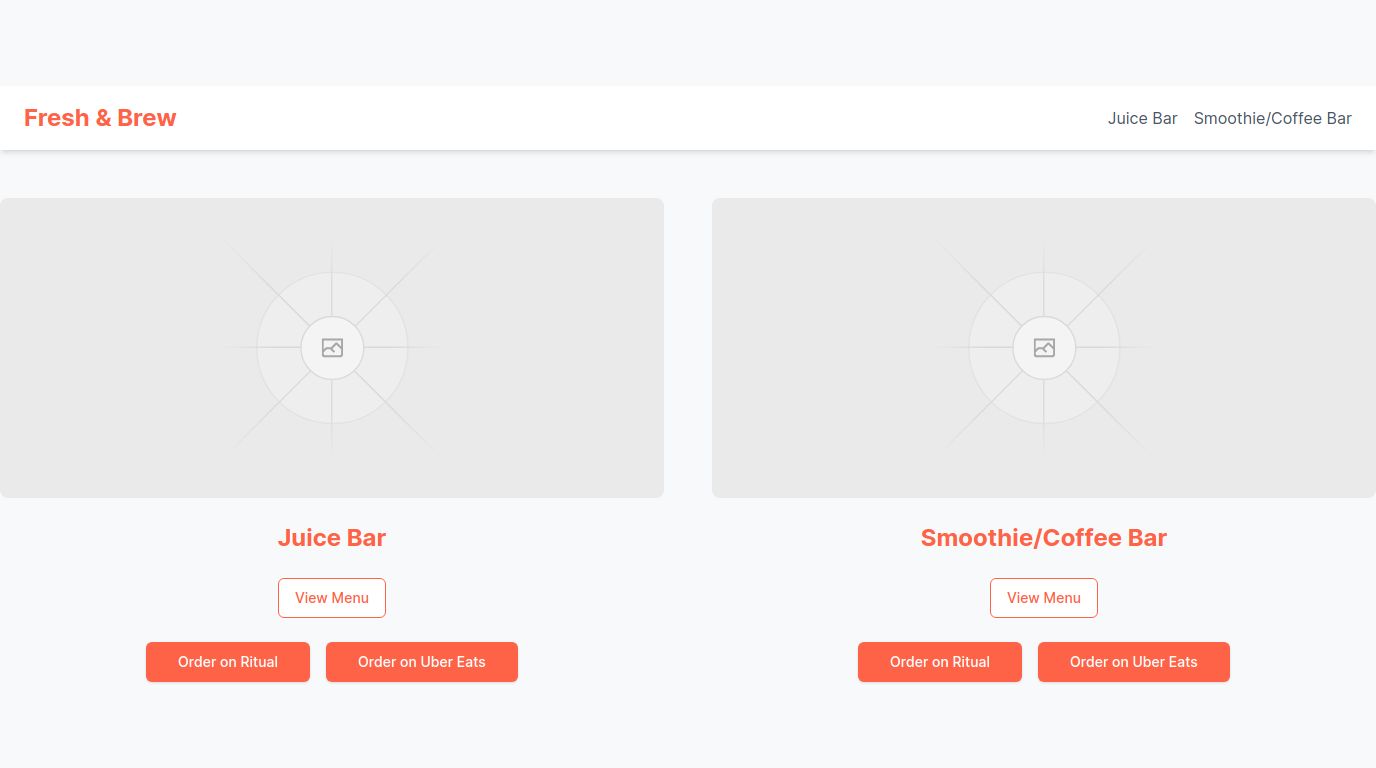 Fresh & Brew
Juice Bar
Smoothie/Coffee Bar
Juice Bar
View Menu
Order on Ritual
Order on Uber Eats
Smoothie/Coffee Bar
View Menu
Order on Ritual
Order on Uber Eats